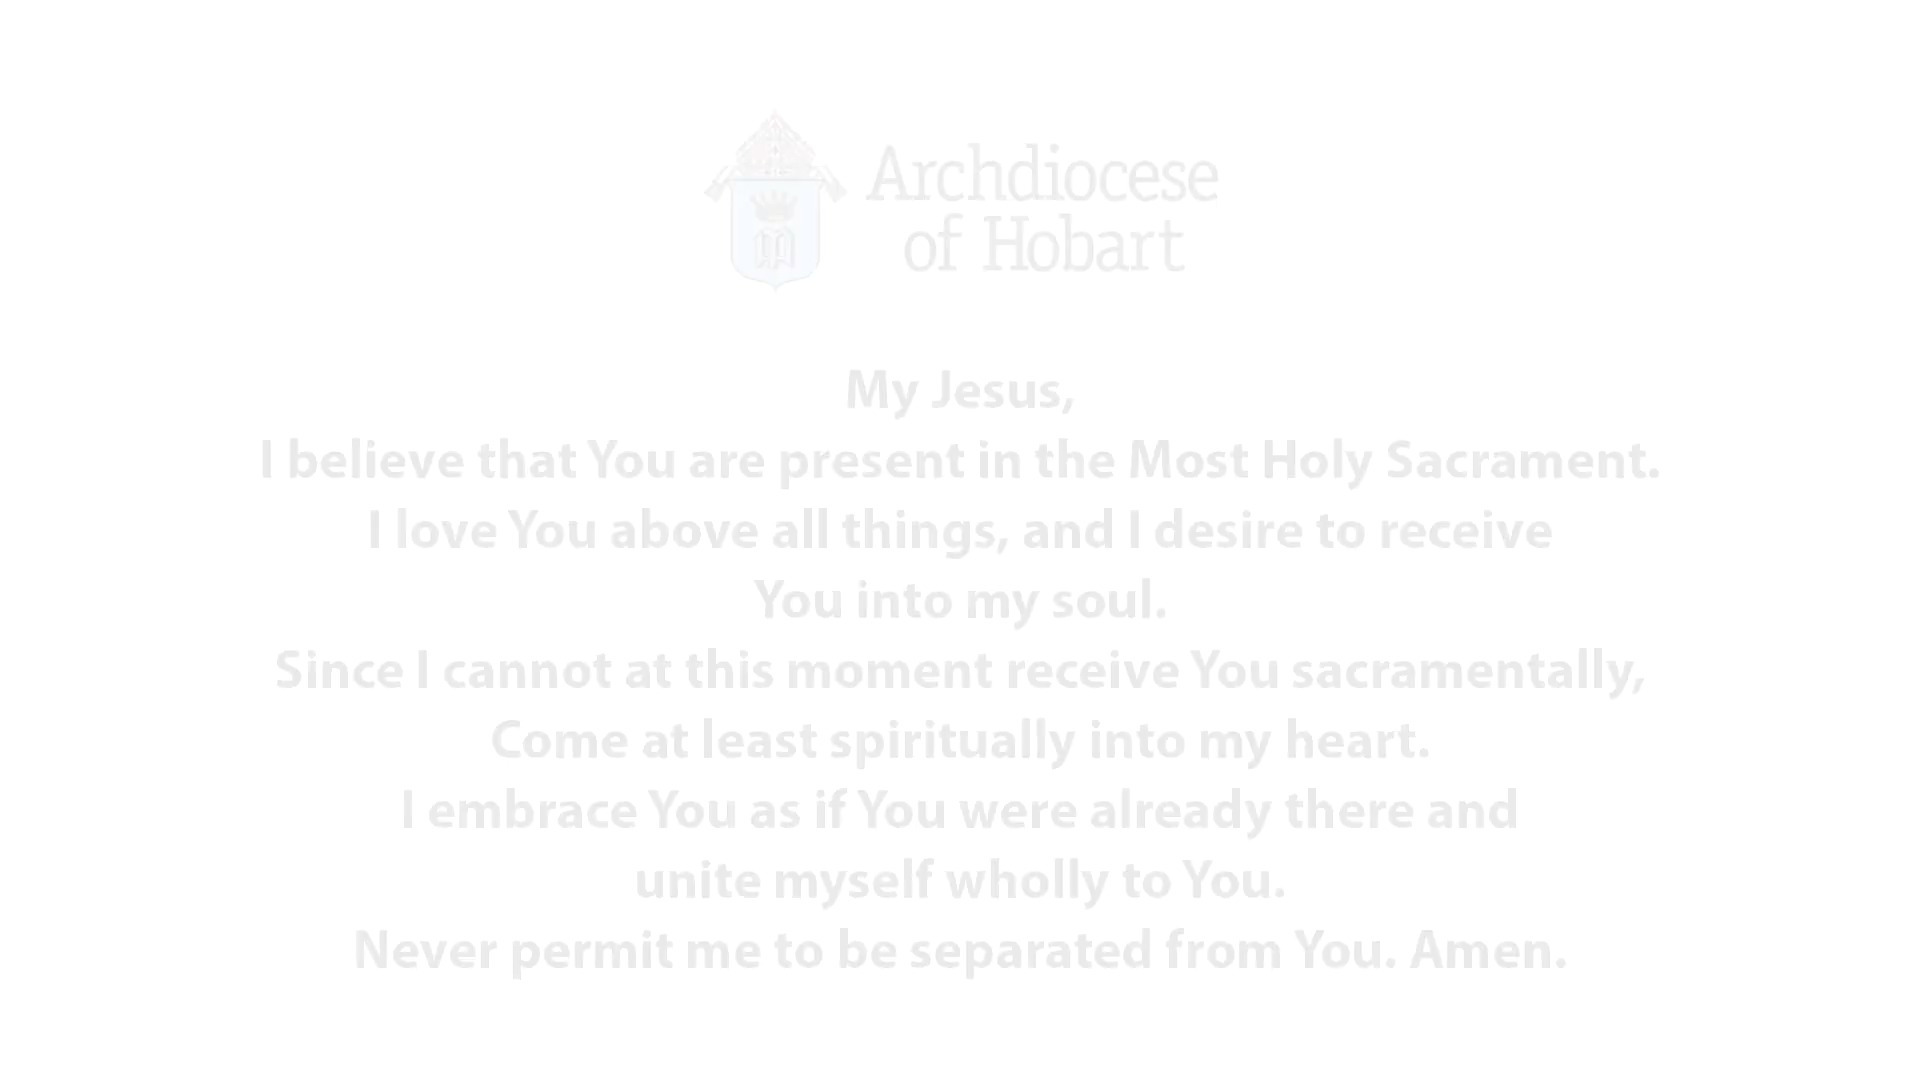 Archdiocese
of Hobart
My Jesus,
I believe that You are present in the Most Holy Sacrament.
I love You above all things, and I desire to receive
You into my soul.
Since I cannot at this moment receive You sacramentally,
Come at least spiritually into my heart.
I embrace You as if You were already there and
unite myself wholly to You.
Never permit me to be separated from You. Amen.